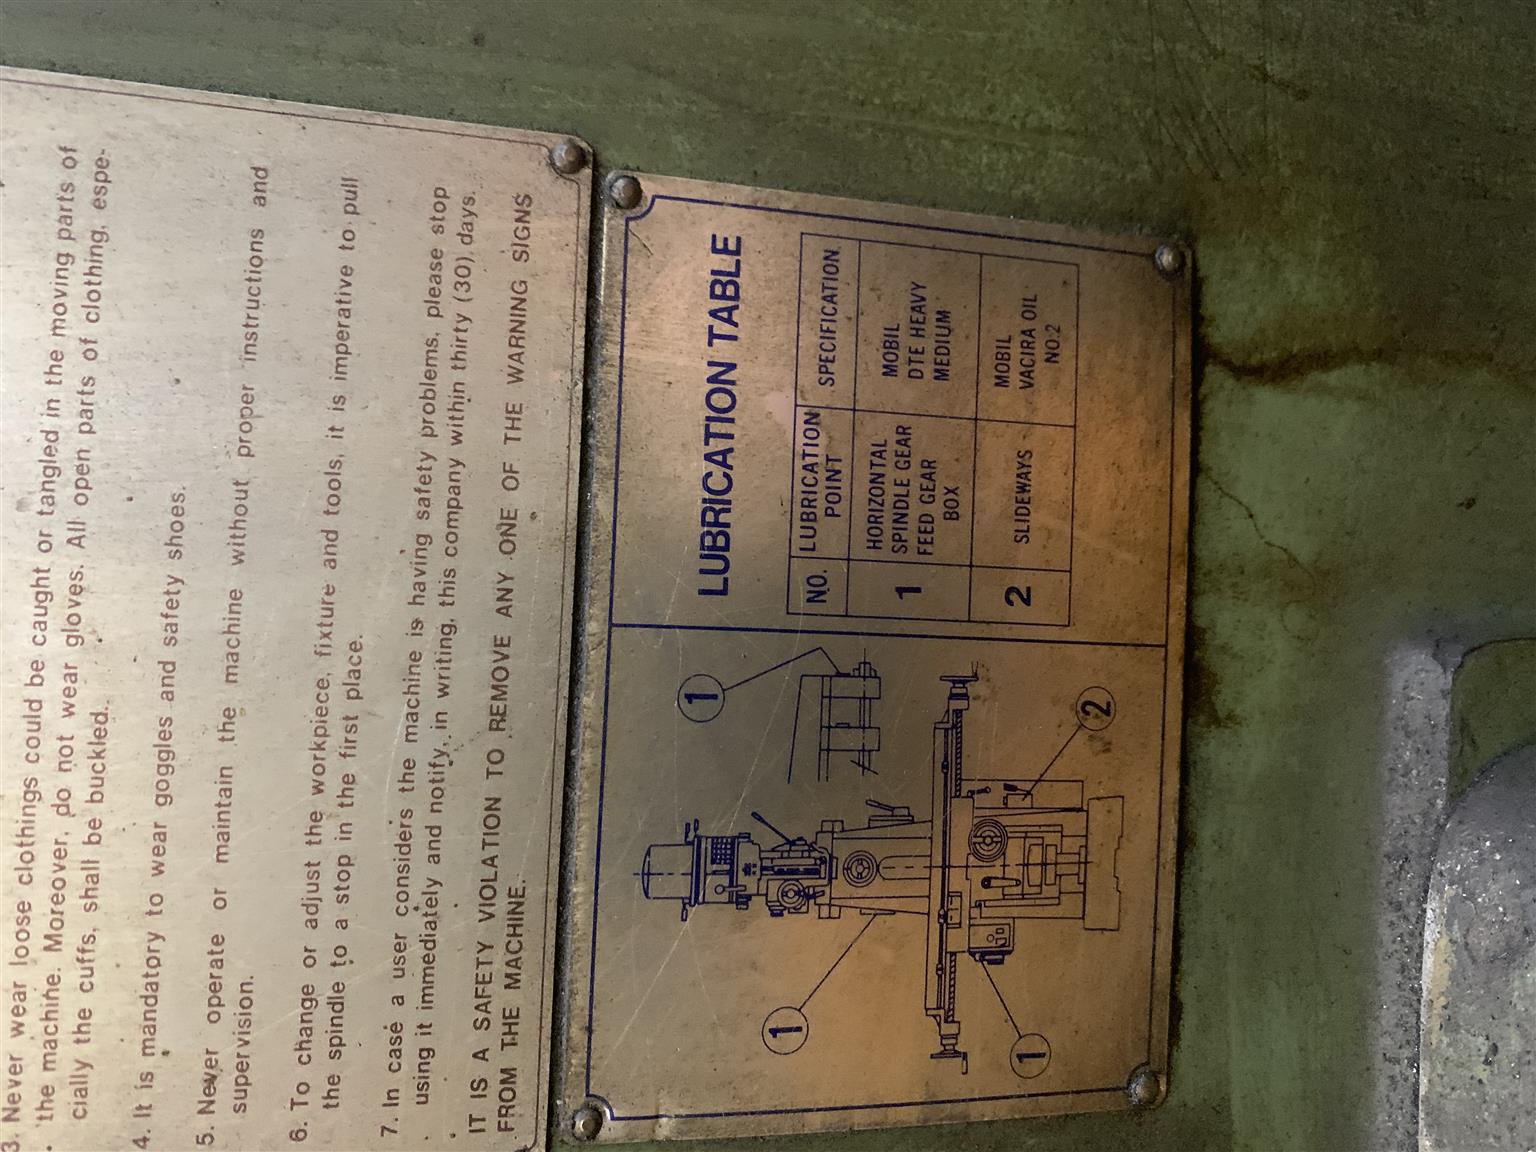 3. Never wear loose clothings could be caught or tangled in the moving parts of
the machine. Moreover, do not wear gloves. All open parts of clothing, espe-
cially the cuffs, shall be buckled.
4. It is mandatory to wear goggles and safety shoes.
5. Never operate or maintain the machine without proper instructions and
supervision.
6. To change or adjust the workpiece, fixture and tools, it is imperative to pull
the spindle to a stop in the first place.
7. In case a user considers the machine is having safety problems, please stop
using it immediately and notify, in writing, this company within thirty (30) days.
IT IS A SAFETY VIOLATION TO REMOVE ANY ONE OF THE WARNING SIGNS
FROM THE MACHINE.
1
1
1
2
LUBRICATION TABLE
NO. LUBRICATION POINT SPECIFICATION
1 HORIZONTAL SPINDLE GEAR FEED GEAR BOX MOBIL DTE HEAVY MEDIUM
2 SLIDEWAYS MOBIL VACIRA OIL NO.2